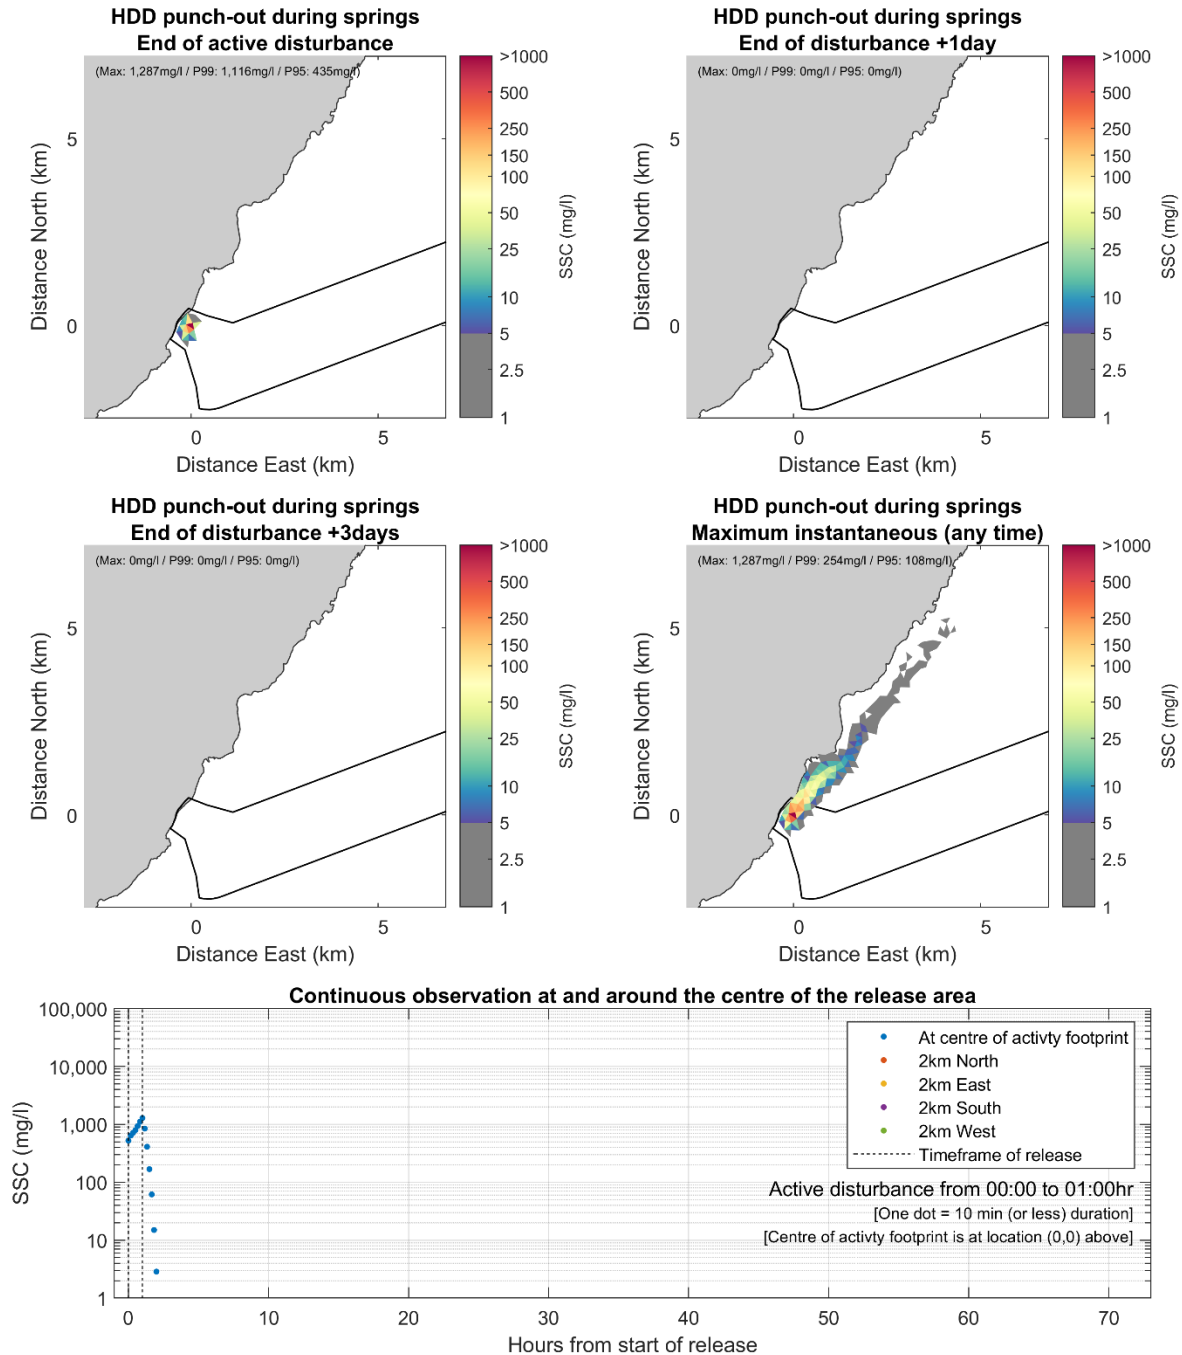 HDD punch-out during springs
End of active disturbance
(Max: 1,287mg/l / P99: 1,116mg/l / P95: 435mg/l)
Distance North (km)
5
0
0
5
Distance East (km)
>1000
500
250
150
100
50
25
10
5
2.5
1
SSC (mg/l)
HDD punch-out during springs
End of disturbance +1day
(Max: 0mg/l / P99: 0mg/l / P95: 0mg/l)
Distance North (km)
5
0
0
5
Distance East (km)
>1000
500
250
150
100
50
25
10
5
2.5
1
SSC (mg/l)
HDD punch-out during springs
End of disturbance +3days
(Max: 0mg/l / P99: 0mg/l / P95: 0mg/l)
Distance North (km)
5
0
0
5
Distance East (km)
>1000
500
250
150
100
50
25
10
5
2.5
1
SSC (mg/l)
HDD punch-out during springs
Maximum instantaneous (any time)
(Max: 1,287mg/l / P99: 254mg/l / P95: 108mg/l)
Distance North (km)
5
0
0
5
Distance East (km)
>1000
500
250
150
100
50
25
10
5
2.5
1
SSC (mg/l)
Continuous observation at and around the centre of the release area
SSC (mg/l)
100,000
10,000
1,000
100
10
1
At centre of activty footprint
2km North
2km East
2km South
2km West
Timeframe of release
Active disturbance from 00:00 to 01:00hr
[One dot = 10 min (or less) duration]
[Centre of activty footprint is at location (0,0) above]
0
10
20
30
40
50
60
70
Hours from start of release